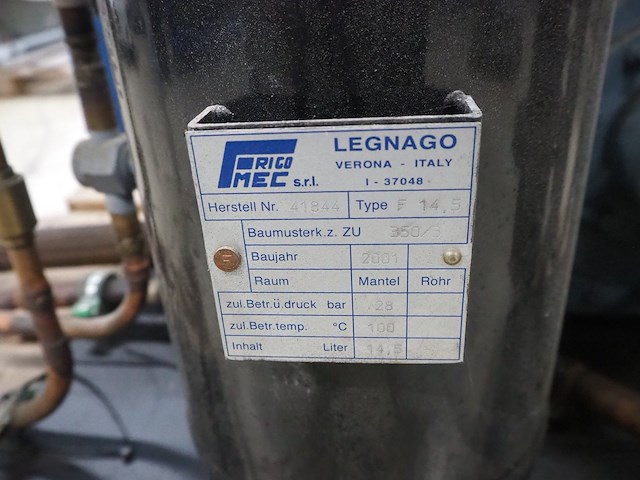 FRIGO MEC s.r.l.
LEGNAGO
VERONA - ITALY
I - 37048
Herstell Nr. 41844 Type F 14,5
Baumusterk.z. ZU
Baujahr 2001
Raum Mantel Rohr
zul.Betr.ü.druck bar 28
zul.Betr.temp. °C 100
Inhalt Liter 14,5